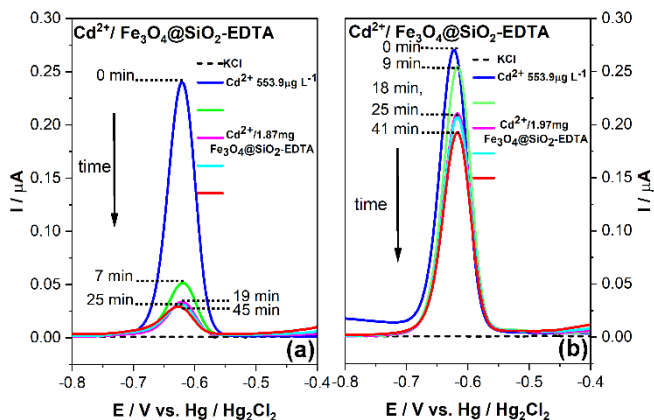 Cd²⁺/ Fe₃O₄@SiO₂-EDTA
KCl
0 min
Cd²⁺ 553.9µg L⁻¹
time
Cd²⁺/1.87mg
Fe₃O₄@SiO₂-EDTA
7 min
25 min
19 min
45 min
(a)
0.30
0.25
0.20
0.15
0.10
0.05
0.00
I / µA
-0.8 -0.7 -0.6 -0.5 -0.4
E / V vs. Hg / Hg₂Cl₂
Cd²⁺/ Fe₃O₄@SiO₂-EDTA
0 min
KCl
9 min
Cd²⁺ 553.9µg L⁻¹
18 min,
25 min
Cd²⁺/1.97mg
41 min
Fe₃O₄@SiO₂-EDTA
time
(b)
0.30
0.25
0.20
0.15
0.10
0.05
0.00
I / µA
-0.8 -0.7 -0.6 -0.5 -0.4
E / V vs. Hg / Hg₂Cl₂